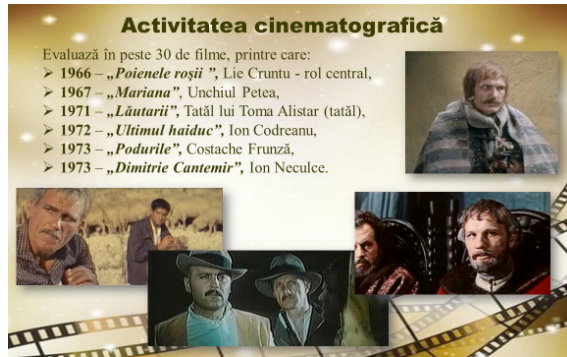 Activitatea cinematografică
Evaluază în peste 30 de filme, printre care:
➢ 1966 – „Poienele roşii ”, Lie Cruntu - rol central,
➢ 1967 – „Mariana”, Unchiul Petea,
➢ 1971 – „Lăutarii”, Tatăl lui Toma Alistar (tatăl),
➢ 1972 – „Ultimul haiduc”, Ion Codreanu,
➢ 1973 – „Podurile”, Costache Frunză,
➢ 1973 – „Dimitrie Cantemir”, Ion Neculce.